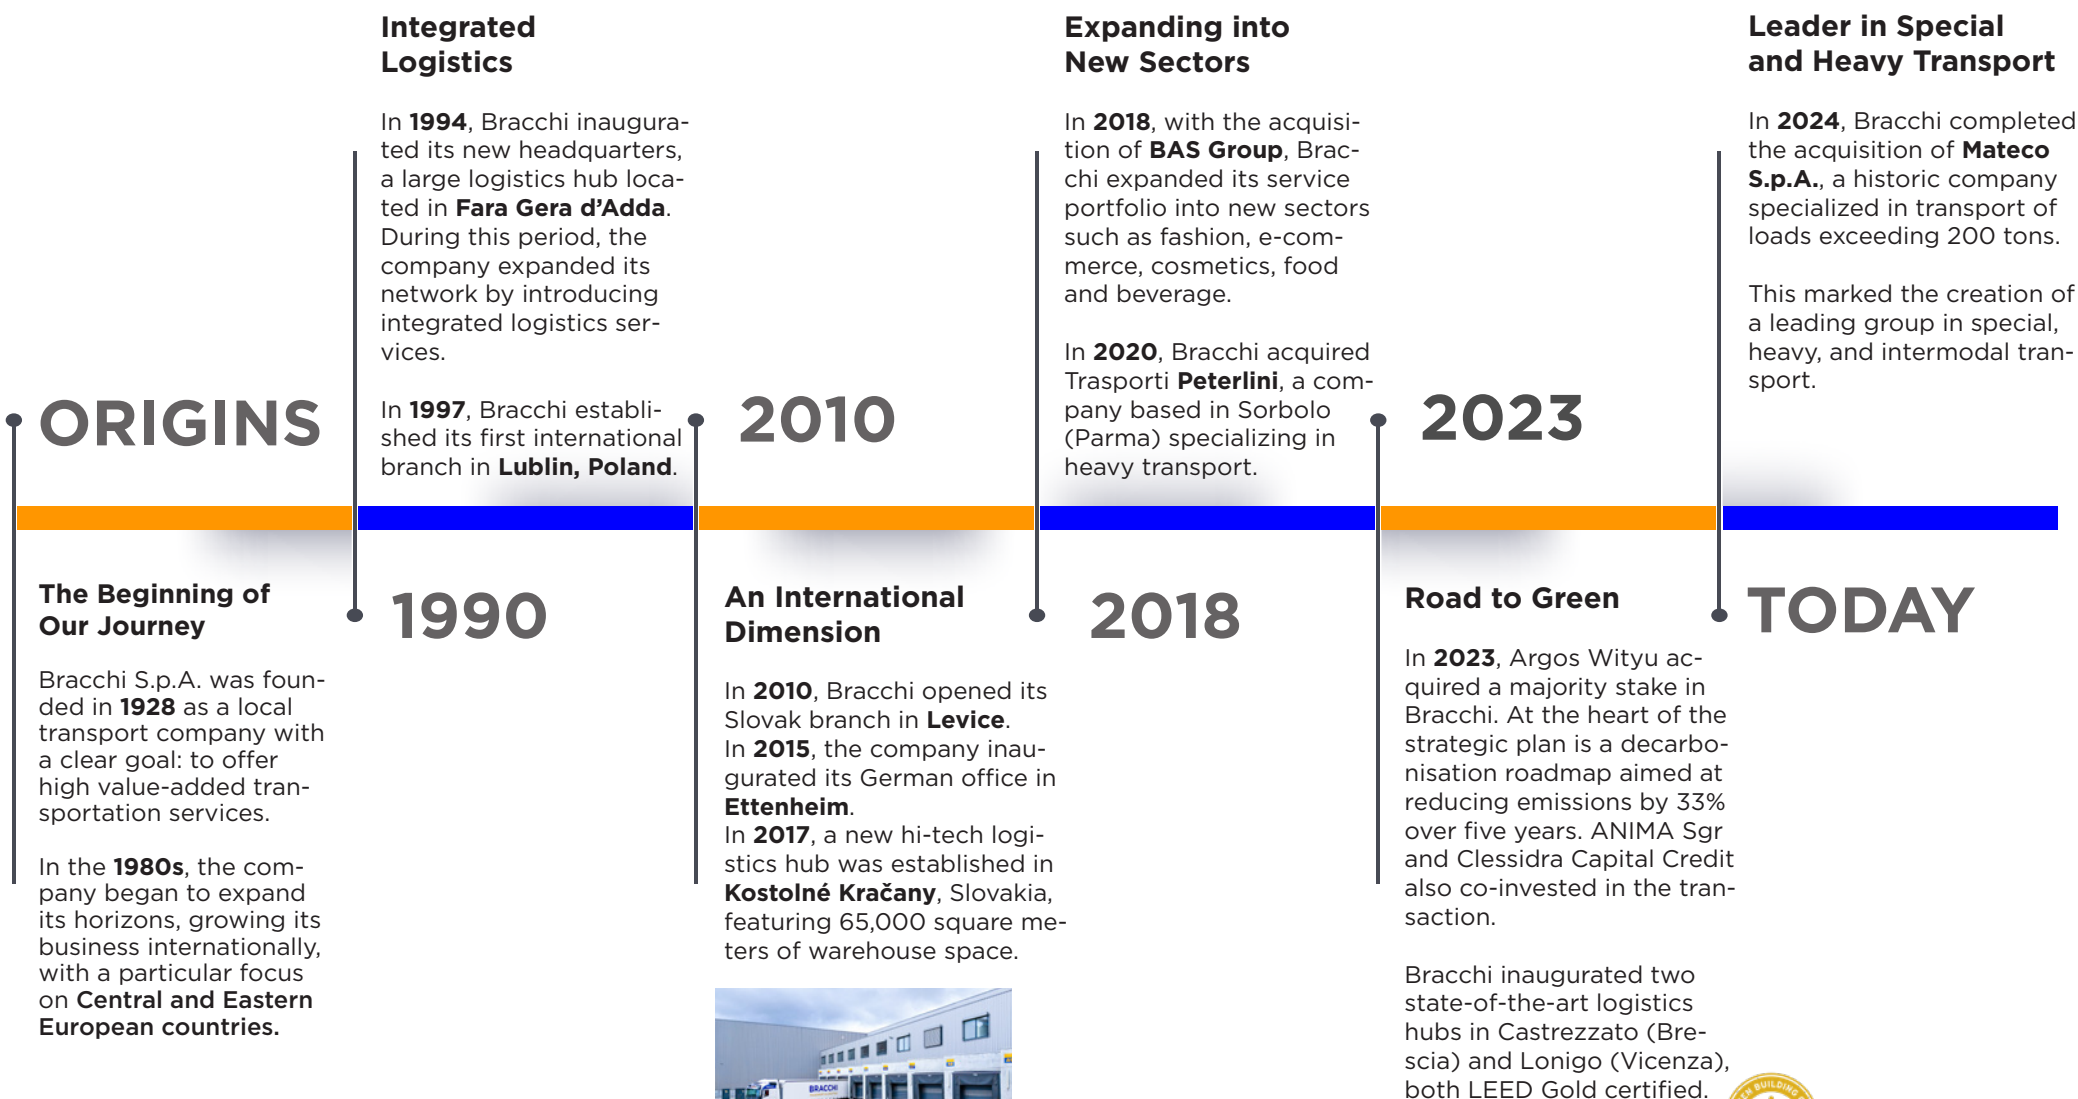 ORIGINS
The Beginning of
Our Journey
Bracchi S.p.A. was foun-
ded in 1928 as a local
transport company with
a clear goal: to offer
high value-added tran-
sportation services.
In the 1980s, the com-
pany began to expand
its horizons, growing its
business internationally,
with a particular focus
on Central and Eastern
European countries.
Integrated
Logistics
In 1994, Bracchi inaugura-
ted its new headquarters,
a large logistics hub loca-
ted in Fara Gera d’Adda.
During this period, the
company expanded its
network by introducing
integrated logistics ser-
vices.
In 1997, Bracchi establi-
shed its first international
branch in Lublin, Poland.
1990
2010
An International
Dimension
In 2010, Bracchi opened its
Slovak branch in Levice.
In 2015, the company inau-
gurated its German office in
Ettenheim.
In 2017, a new hi-tech logi-
stics hub was established in
Kostolné Kračany, Slovakia,
featuring 65,000 square me-
ters of warehouse space.
BRACCHI
Expanding into
New Sectors
In 2018, with the acquisi-
tion of BAS Group, Brac-
chi expanded its service
portfolio into new sectors
such as fashion, e-com-
merce, cosmetics, food
and beverage.
In 2020, Bracchi acquired
Trasporti Peterlini, a com-
pany based in Sorbolo
(Parma) specializing in
heavy transport.
2018
2023
Road to Green
In 2023, Argos Wityu ac-
quired a majority stake in
Bracchi. At the heart of the
strategic plan is a decarbo-
nisation roadmap aimed at
reducing emissions by 33%
over five years. ANIMA Sgr
and Clessidra Capital Credit
also co-invested in the tran-
saction.
Bracchi inaugurated two
state-of-the-art logistics
hubs in Castrezzato (Bre-
scia) and Lonigo (Vicenza),
both LEED Gold certified.
BUILDING
Leader in Special
and Heavy Transport
In 2024, Bracchi completed
the acquisition of Mateco
S.p.A., a historic company
specialized in transport of
loads exceeding 200 tons.
This marked the creation of
a leading group in special,
heavy, and intermodal tran-
sport.
TODAY